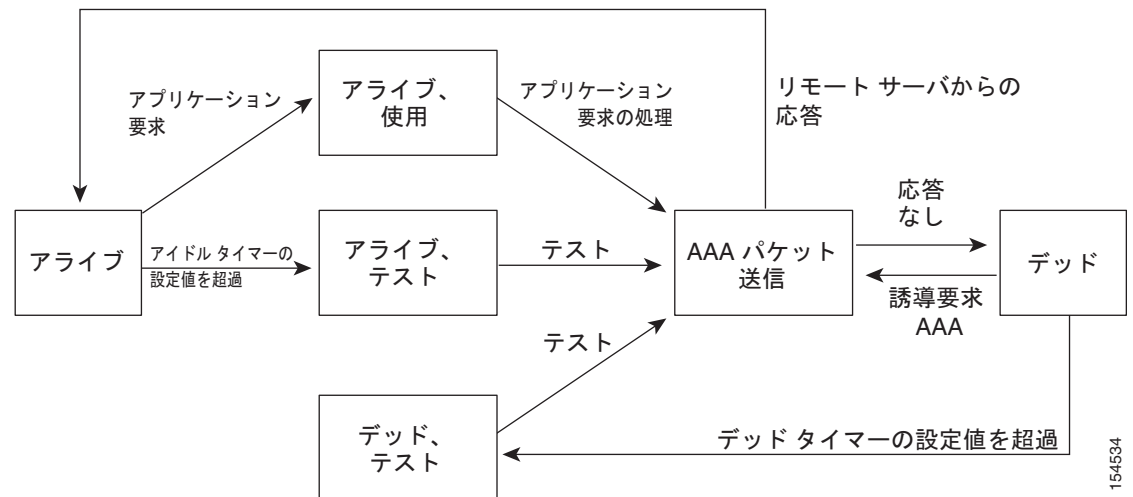 アプリケーション
要求
アライブ、
使用
アプリケーション
要求の処理
リモート サーバからの
応答
アライブ
アイドル タイマーの
設定値を超過
アライブ、
テスト
テスト
AAA パケット
送信
応答
なし
誘導要求
AAA
デッド
テスト
デッド、
テスト
デッド タイマーの設定値を超過
154534